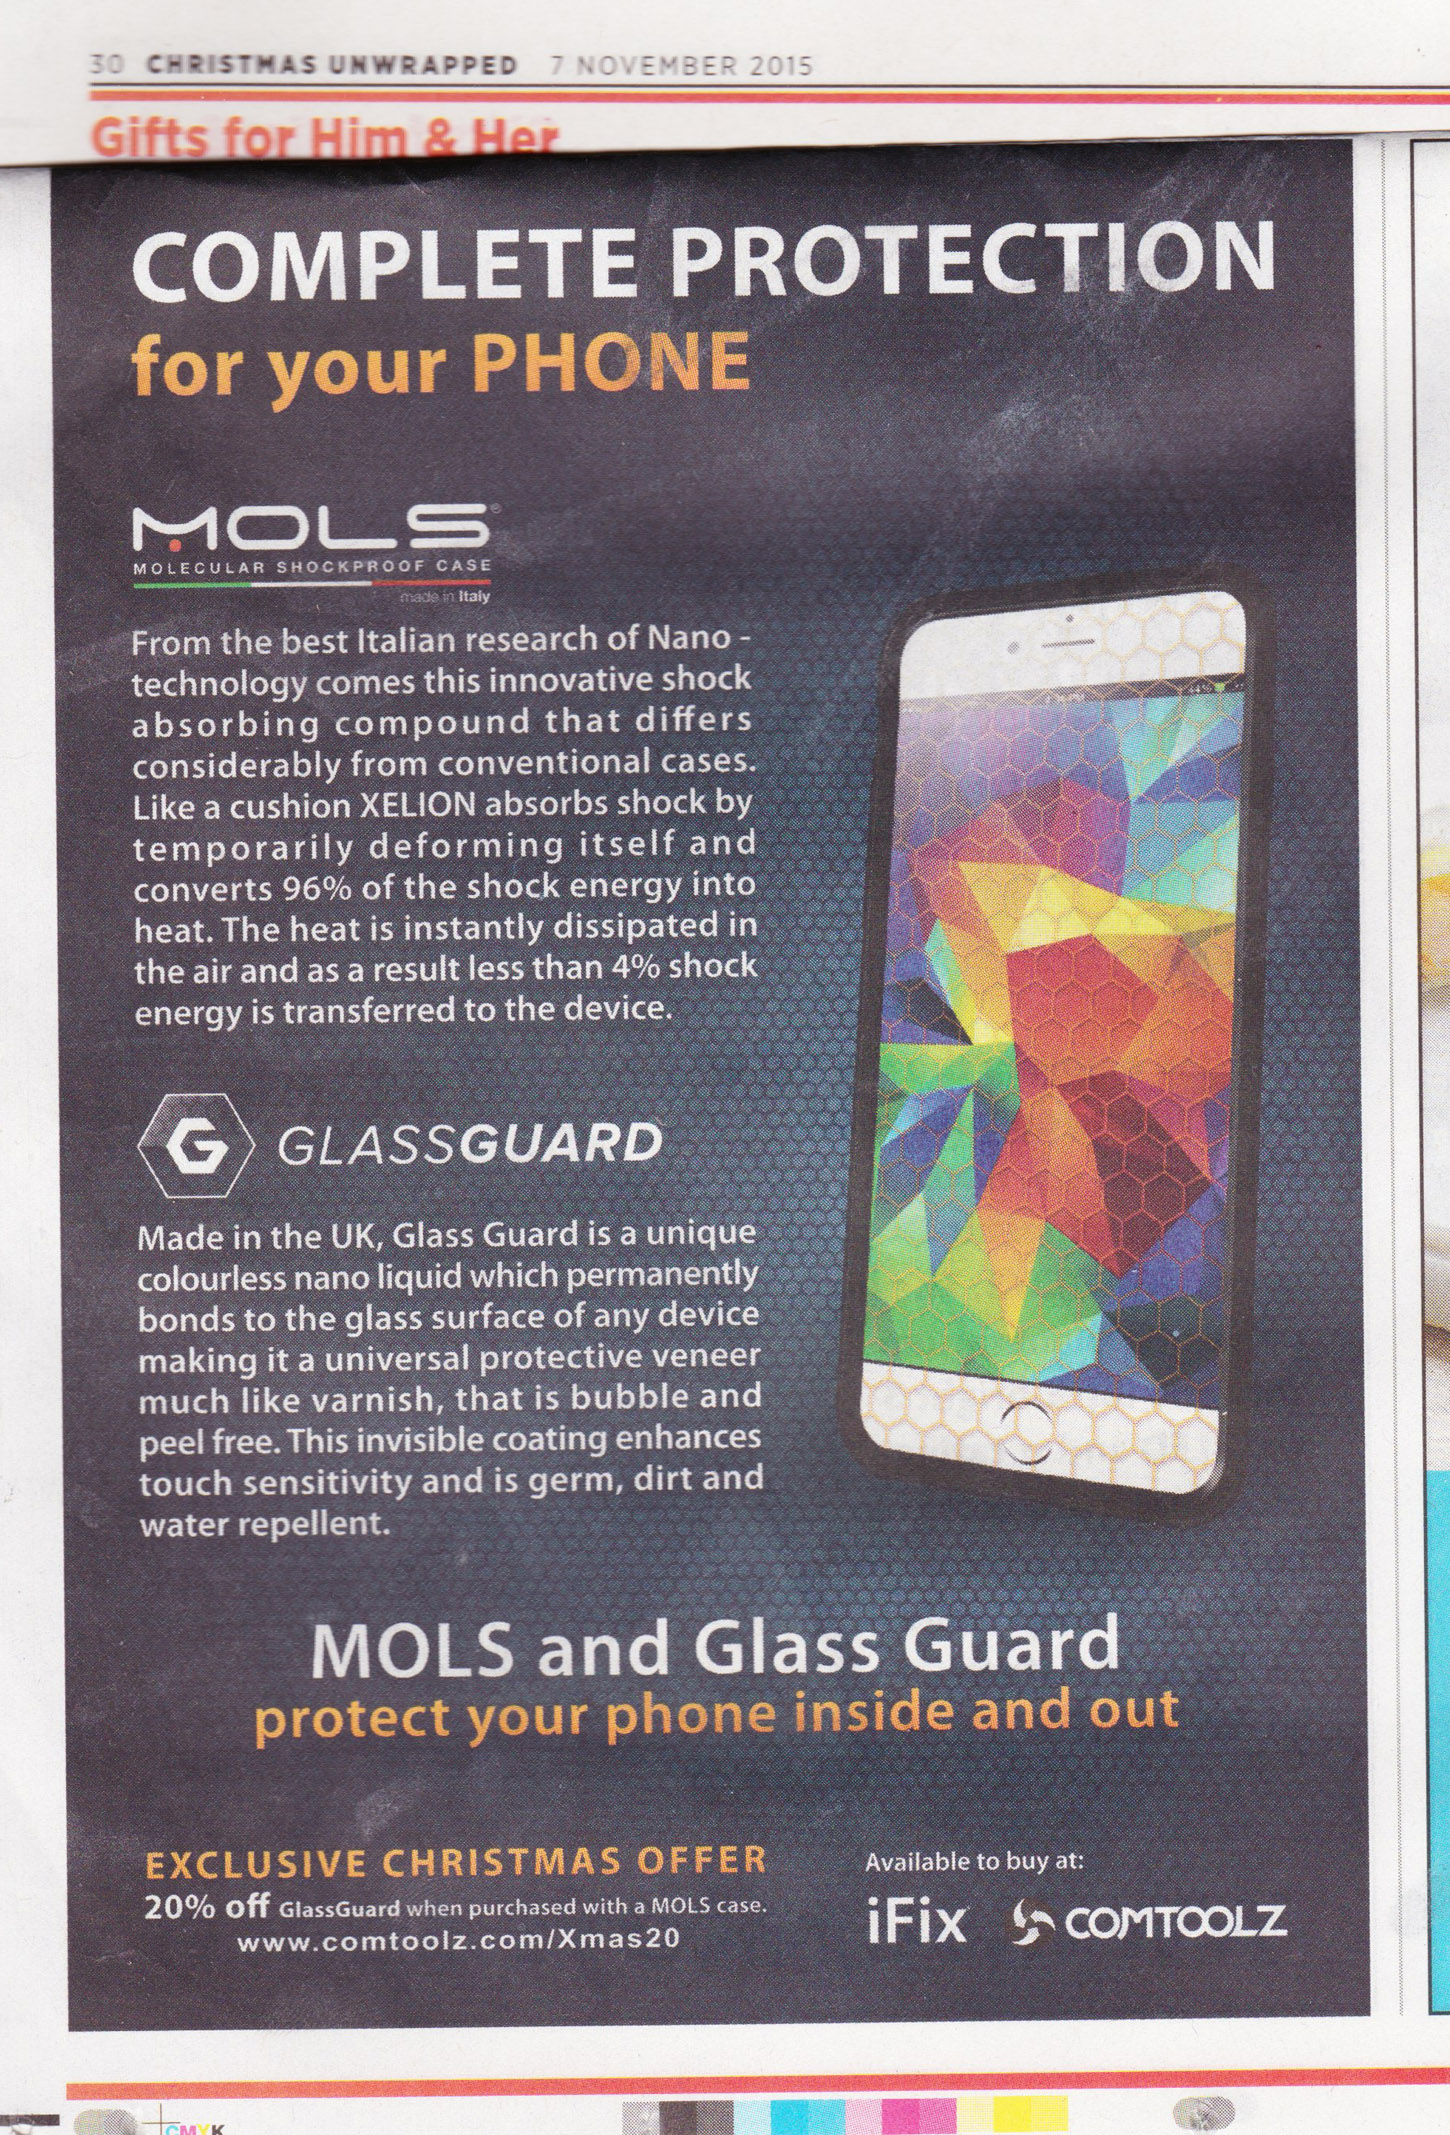 30 CHRISTMAS UNWRAPPED 7 NOVEMBER 2015
Gifts for Him & Her
COMPLETE PROTECTION
for your PHONE
MOLS®
MOLECULAR SHOCKPROOF CASE
made in Italy
From the best Italian research of Nano -
technology comes this innovative shock
absorbing compound that differs
considerably from conventional cases.
Like a cushion XELION absorbs shock by
temporarily deforming itself and
converts 96% of the shock energy into
heat. The heat is instantly dissipated in
the air and as a result less than 4% shock
energy is transferred to the device.
G GLASSGUARD
Made in the UK, Glass Guard is a unique
colourless nano liquid which permanently
bonds to the glass surface of any device
making it a universal protective veneer
much like varnish, that is bubble and
peel free. This invisible coating enhances
touch sensitivity and is germ, dirt and
water repellent.
MOLS and Glass Guard
protect your phone inside and out
EXCLUSIVE CHRISTMAS OFFER
20% off GlassGuard when purchased with a MOLS case.
www.comtoolz.com/Xmas20
Available to buy at:
iFix COMTOOLZ
CMYK